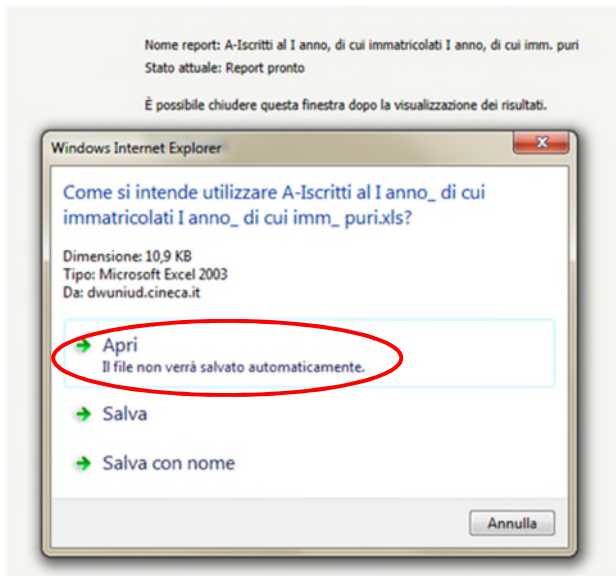 Nome report: A-Iscritti al I anno, di cui immatricolati I anno, di cui imm. puri
Stato attuale: Report pronto
È possibile chiudere questa finestra dopo la visualizzazione dei risultati.
Windows Internet Explorer
Come si intende utilizzare A-Iscritti al I anno_ di cui
immatricolati I anno_ di cui imm_ puri.xls?
Dimensione: 10,9 KB
Tipo: Microsoft Excel 2003
Da: dwuniud.cineca.it
Apri
Il file non verrà salvato automaticamente.
Salva
Salva con nome
Annulla